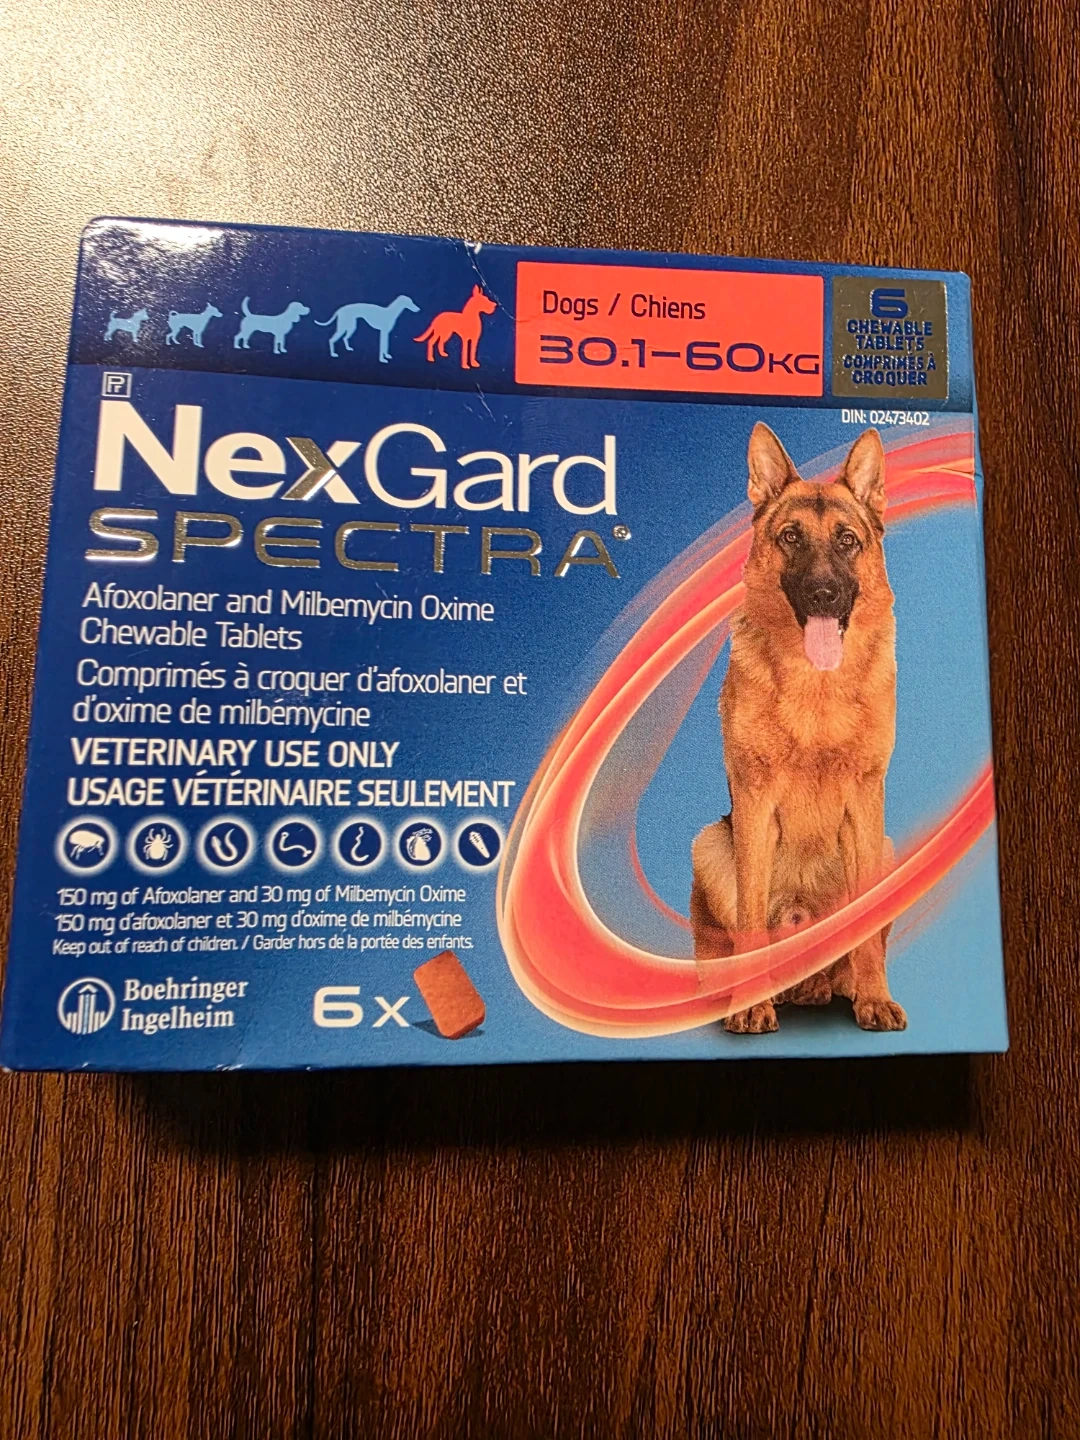 Dogs / Chiens
30.1–60KG
6
CHEWABLE
TABLETS
COMPRIMÉS À
CROQUER
DIN: 02473402
Pr
NexGard
SPECTRA®
Afoxolaner and Milbemycin Oxime
Chewable Tablets
Comprimés à croquer d'afoxolaner et
d'oxime de milbémycine
VETERINARY USE ONLY
USAGE VÉTÉRINAIRE SEULEMENT
150 mg of Afoxolaner and 30 mg of Milbemycin Oxime
150 mg d'afoxolaner et 30 mg d'oxime de milbémycine
Keep out of reach of children. / Garder hors de la portée des enfants.
Boehringer
Ingelheim
6 x